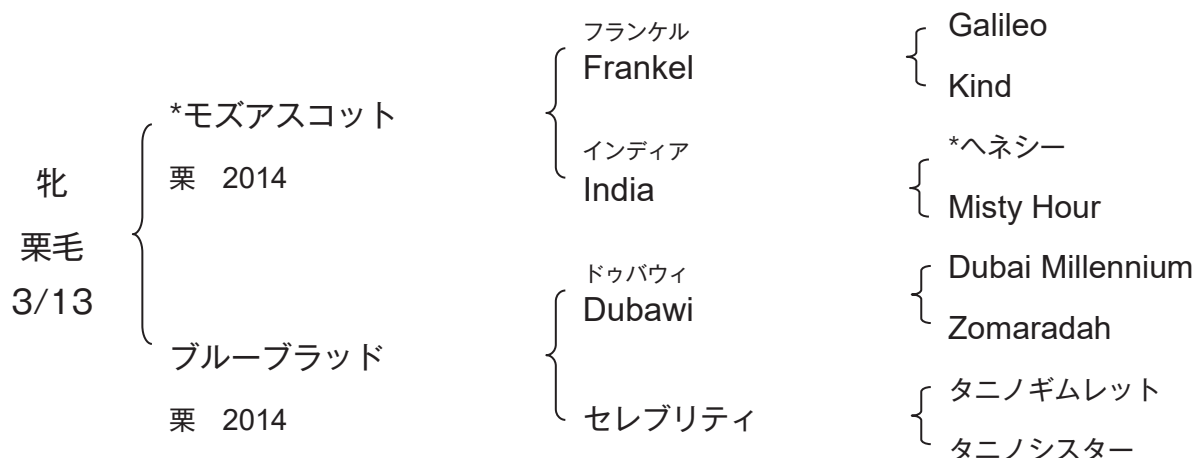 牝
栗毛
3/13
*モズアスコット
栗 2014
ブルーブラッド
栗 2014
フランケル
Frankel
インディア
India
ドゥバウィ
Dubawi
セレブリティ
Galileo
Kind
*ヘネシー
Misty Hour
Dubai Millennium
Zomaradah
タニノギムレット
タニノシスター